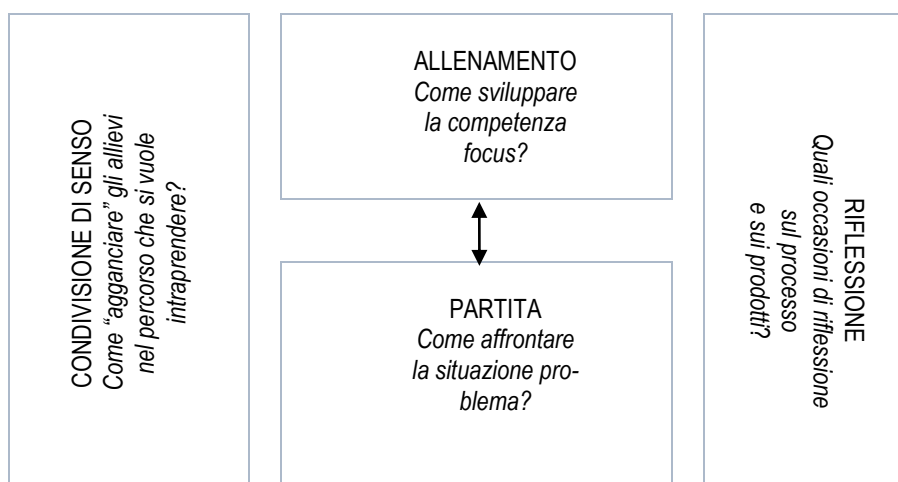 CONDIVISIONE DI SENSO
Come “agganciare” gli allievi
nel percorso che si vuole
intraprendere?
ALLENAMENTO
Come sviluppare
la competenza
focus?
PARTITA
Come affrontare
la situazione pro-
blema?
RIFLESSIONE
Quali occasioni di riflessione
sul processo
e sui prodotti?